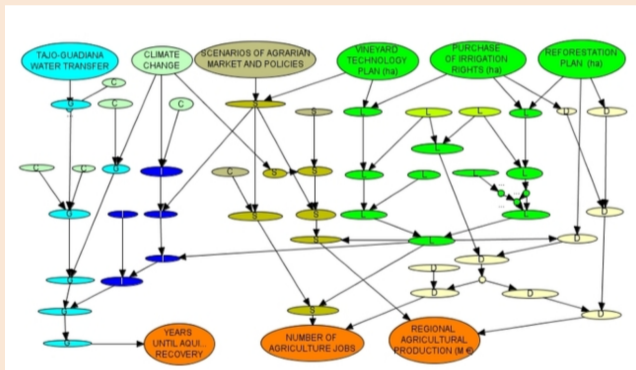 TAJO-GUADIANA
WATER TRANSFER
CLIMATE
CHANGE
SCENARIOS OF AGRARIAN
MARKET AND POLICIES
VINEYARD
TECHNOLOGY
PLAN (ha)
PURCHASE
OF IRRIGATION
RIGHTS (ha)
REFORESTATION
PLAN (ha)
C
G
C
C
S
S
L
L
L
L
D
L
C
C
G
I
C
S
S
L
L
L
L
G
I
I
S
S
L
L
D
S
L
D
I
D
G
I
D
D
D
G
S
D
G
YEARS
UNTIL AQUI...
RECOVERY
NUMBER OF
AGRICULTURE JOBS
REGIONAL
AGRICULTURAL
PRODUCTION (M €)